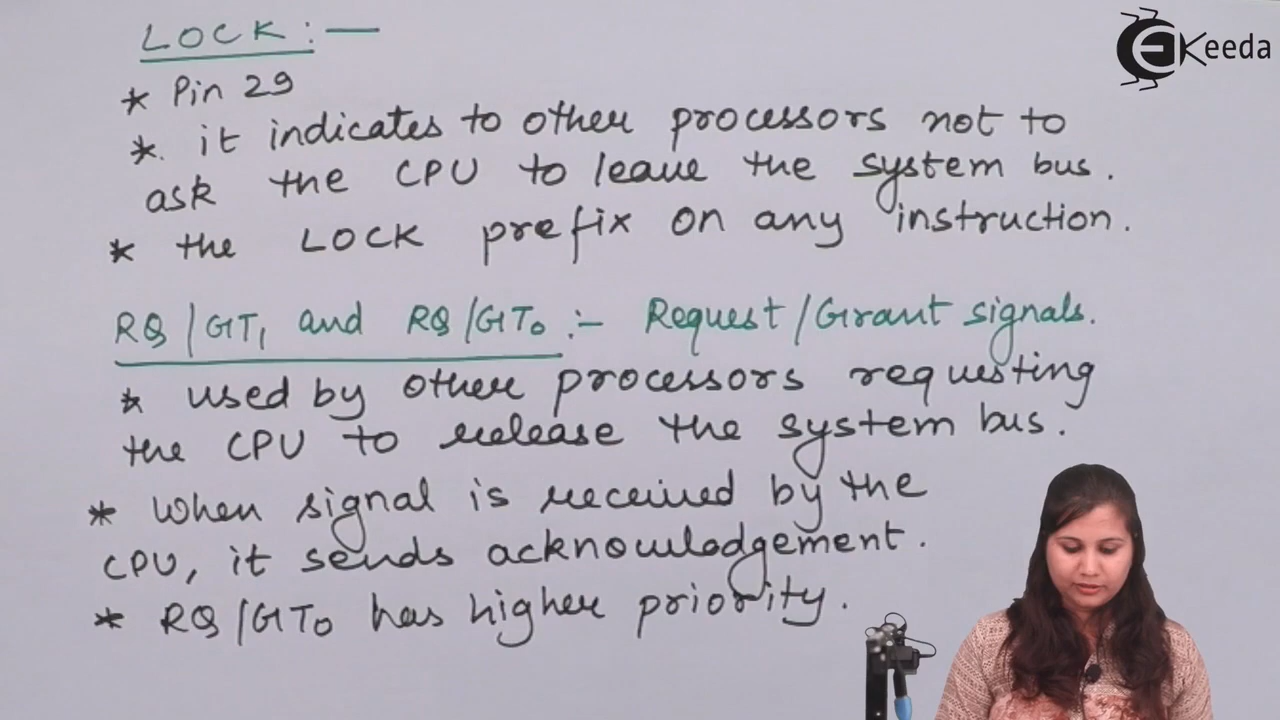 LOCK :—
* Pin 29
* it indicates to other processors not to
ask the CPU to leave the system bus.
* the LOCK prefix on any instruction.
RQ/GT1 and RQ/GT0 :- Request/Grant signals.
* used by other processors requesting
the CPU to release the system bus.
* When signal is received by the
CPU, it sends acknowledgement.
* RQ/GT0 has higher priority.
EKeeda